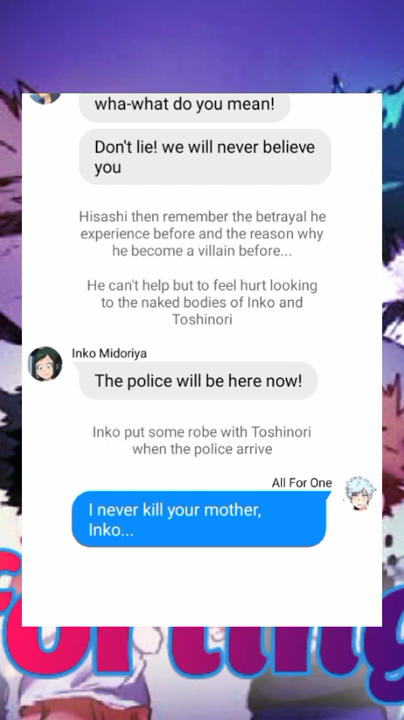 wha-what do you mean!
Don't lie! we will never believe
you
Hisashi then remember the betrayal he
experience before and the reason why
he become a villain before...
He can't help but to feel hurt looking
to the naked bodies of Inko and
Toshinori
Inko Midoriya
The police will be here now!
Inko put some robe with Toshinori
when the police arrive
All For One
I never kill your mother,
Inko...